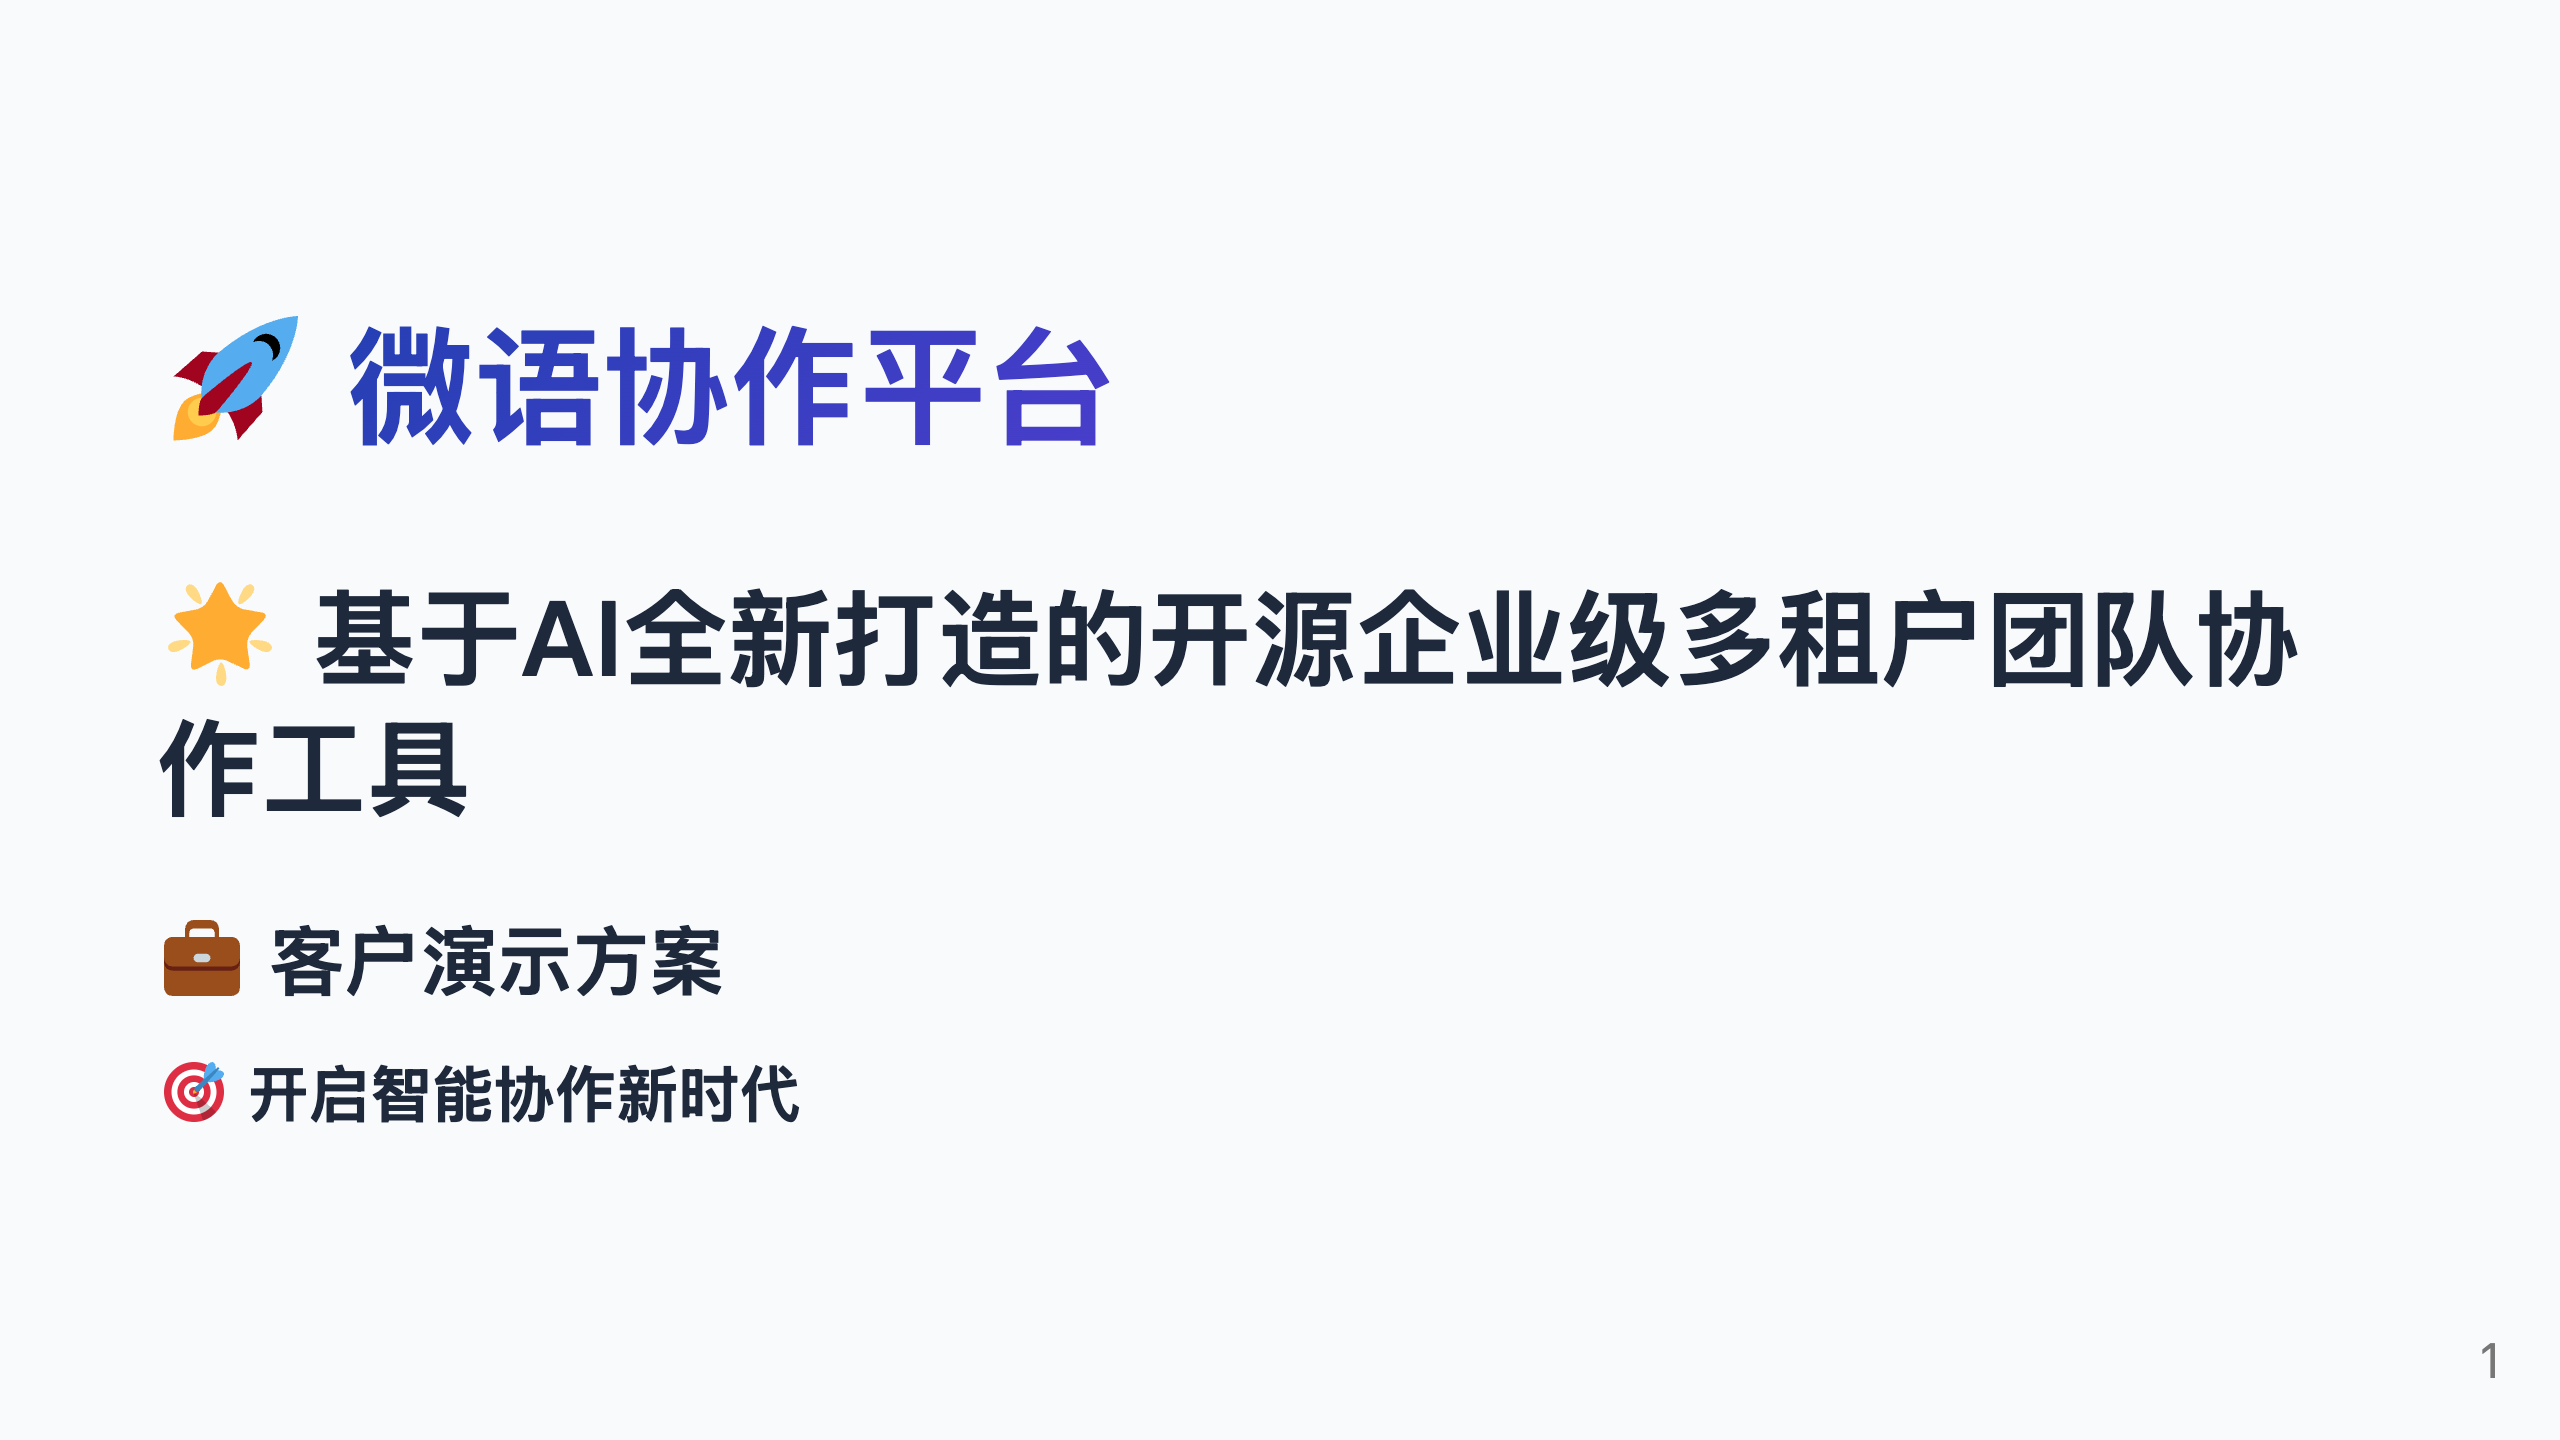 🚀 微语协作平台
🌟 基于AI全新打造的开源企业级多租户团队协
作工具
💼 客户演示方案
🎯 开启智能协作新时代
1